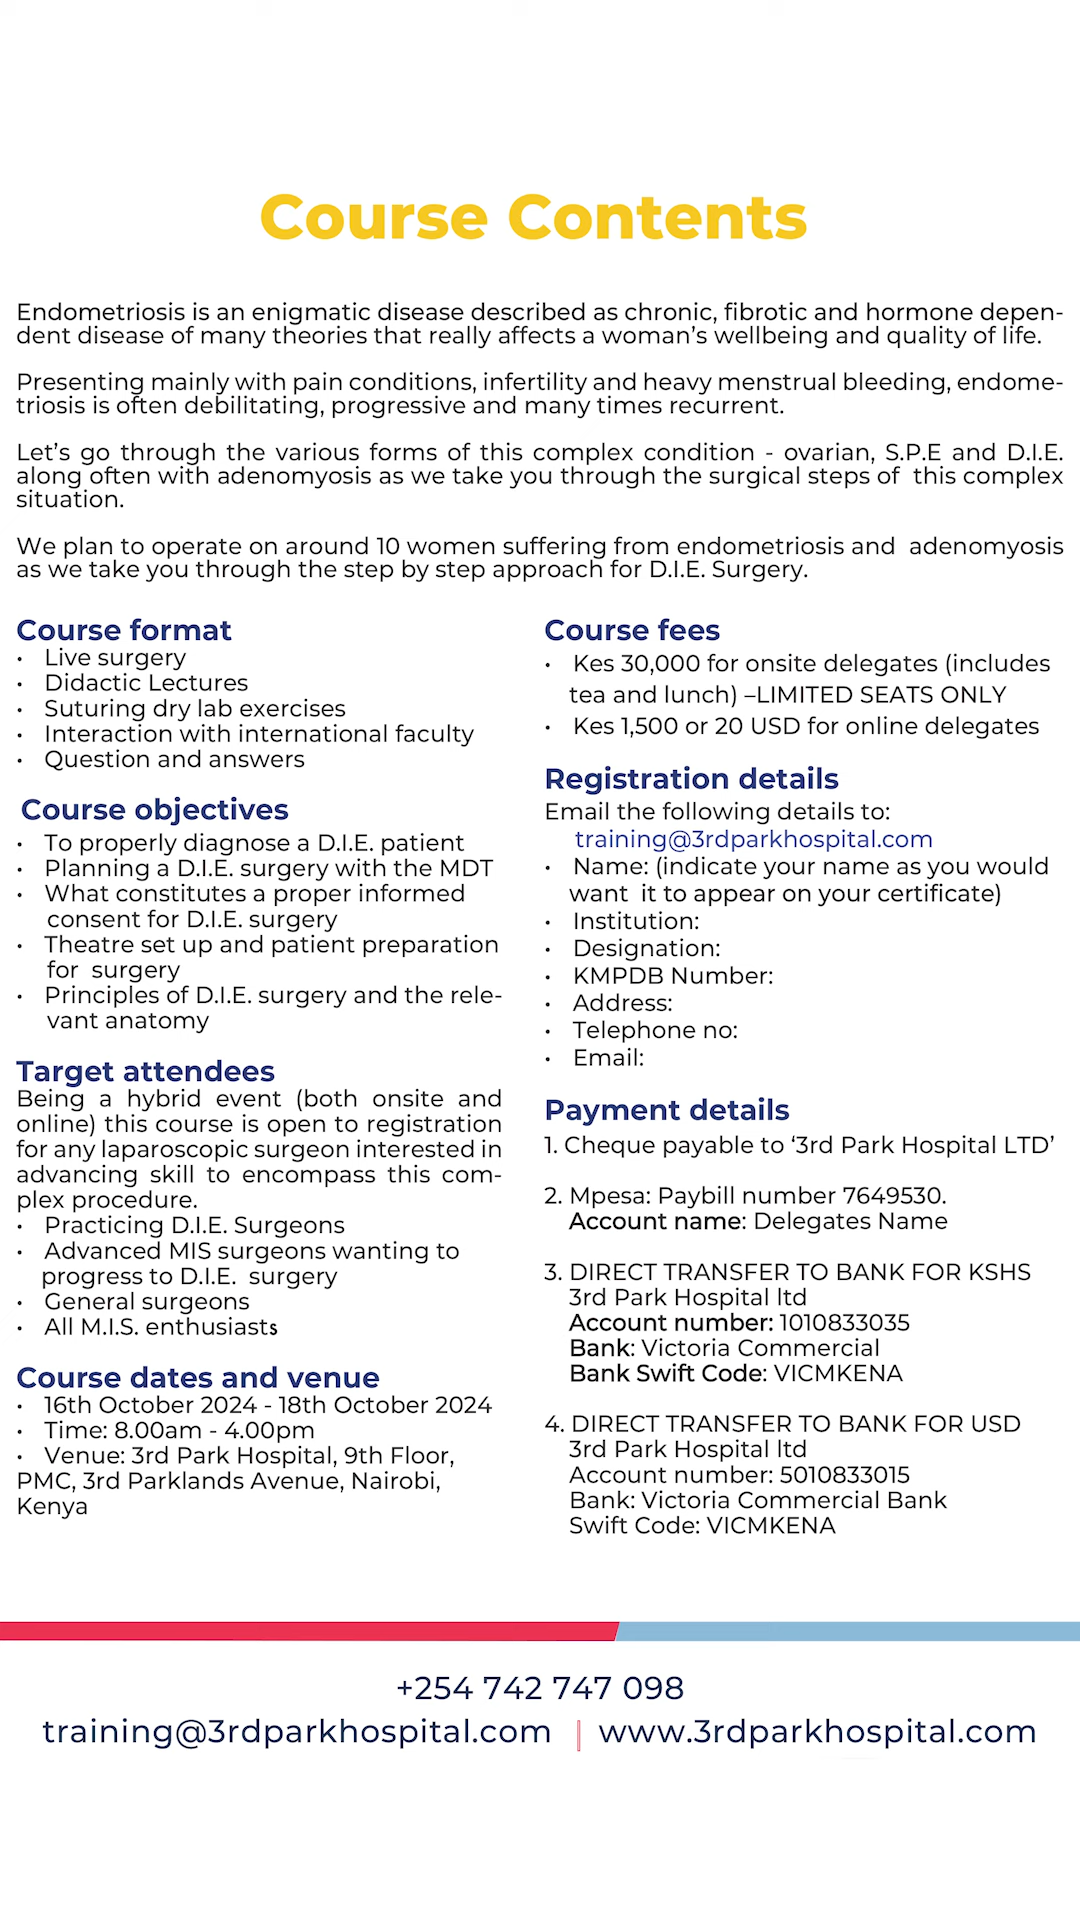 Course Contents
Endometriosis is an enigmatic disease described as chronic, fibrotic and hormone depen-
dent disease of many theories that really affects a woman’s wellbeing and quality of life.
Presenting mainly with pain conditions, infertility and heavy menstrual bleeding, endome-
triosis is often debilitating, progressive and many times recurrent.
Let’s go through the various forms of this complex condition - ovarian, S.P.E and D.I.E.
along often with adenomyosis as we take you through the surgical steps of this complex
situation.
We plan to operate on around 10 women suffering from endometriosis and adenomyosis
as we take you through the step by step approach for D.I.E. Surgery.
Course format
• Live surgery
• Didactic Lectures
• Suturing dry lab exercises
• Interaction with international faculty
• Question and answers
Course objectives
• To properly diagnose a D.I.E. patient
• Planning a D.I.E. surgery with the MDT
• What constitutes a proper informed
consent for D.I.E. surgery
• Theatre set up and patient preparation
for surgery
• Principles of D.I.E. surgery and the rele-
vant anatomy
Target attendees
Being a hybrid event (both onsite and
online) this course is open to registration
for any laparoscopic surgeon interested in
advancing skill to encompass this com-
plex procedure.
• Practicing D.I.E. Surgeons
• Advanced MIS surgeons wanting to
progress to D.I.E. surgery
• General surgeons
• All M.I.S. enthusiasts
Course dates and venue
• 16th October 2024 - 18th October 2024
• Time: 8.00am - 4.00pm
• Venue: 3rd Park Hospital, 9th Floor,
PMC, 3rd Parklands Avenue, Nairobi,
Kenya
Course fees
• Kes 30,000 for onsite delegates (includes
tea and lunch) –LIMITED SEATS ONLY
• Kes 1,500 or 20 USD for online delegates
Registration details
Email the following details to:
training@3rdparkhospital.com
• Name: (indicate your name as you would
want it to appear on your certificate)
• Institution:
• Designation:
• KMPDB Number:
• Address:
• Telephone no:
• Email:
Payment details
1. Cheque payable to ‘3rd Park Hospital LTD’
2. Mpesa: Paybill number 7649530.
Account name: Delegates Name
3. DIRECT TRANSFER TO BANK FOR KSHS
3rd Park Hospital ltd
Account number: 1010833035
Bank: Victoria Commercial
Bank Swift Code: VICMKENA
4. DIRECT TRANSFER TO BANK FOR USD
3rd Park Hospital ltd
Account number: 5010833015
Bank: Victoria Commercial Bank
Swift Code: VICMKENA
+254 742 747 098
training@3rdparkhospital.com | www.3rdparkhospital.com